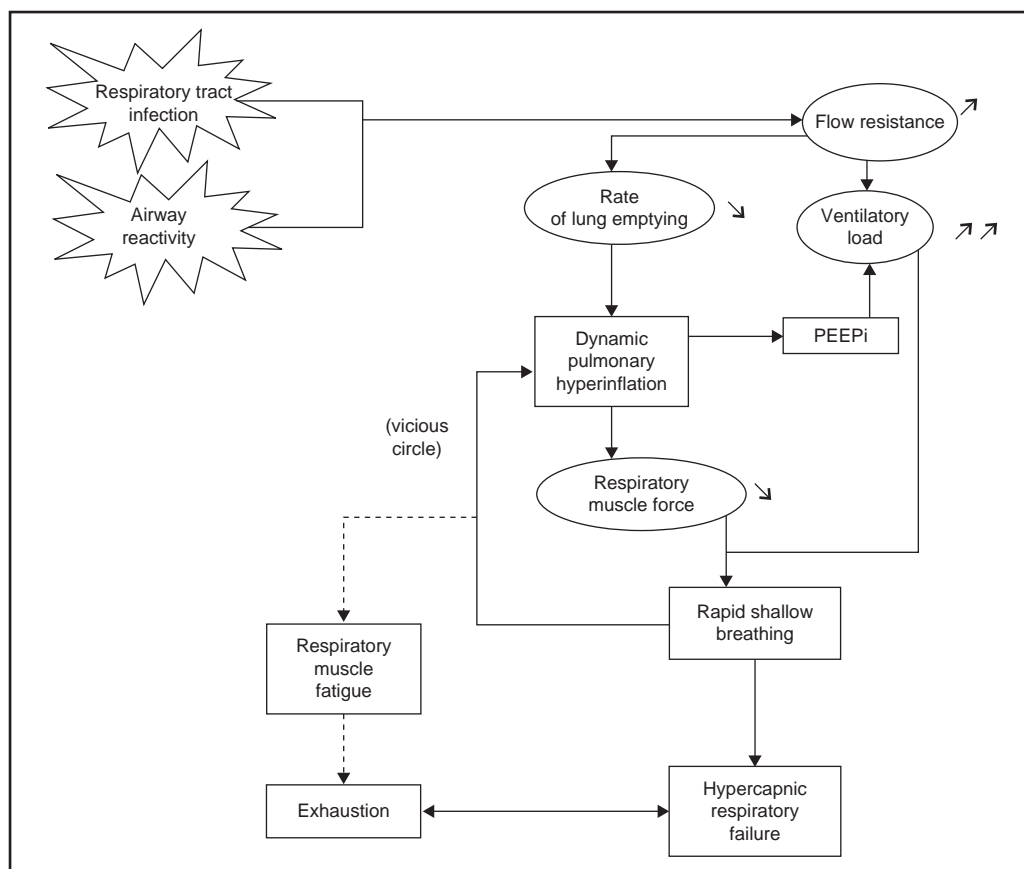 Respiratory tract
infection
Flow resistance
Airway
reactivity
Rate
of lung emptying
Ventilatory
load
Dynamic
pulmonary
hyperinflation
PEEPi
(vicious
circle)
Respiratory
muscle force
Rapid shallow
breathing
Respiratory
muscle
fatigue
Exhaustion
Hypercapnic
respiratory
failure